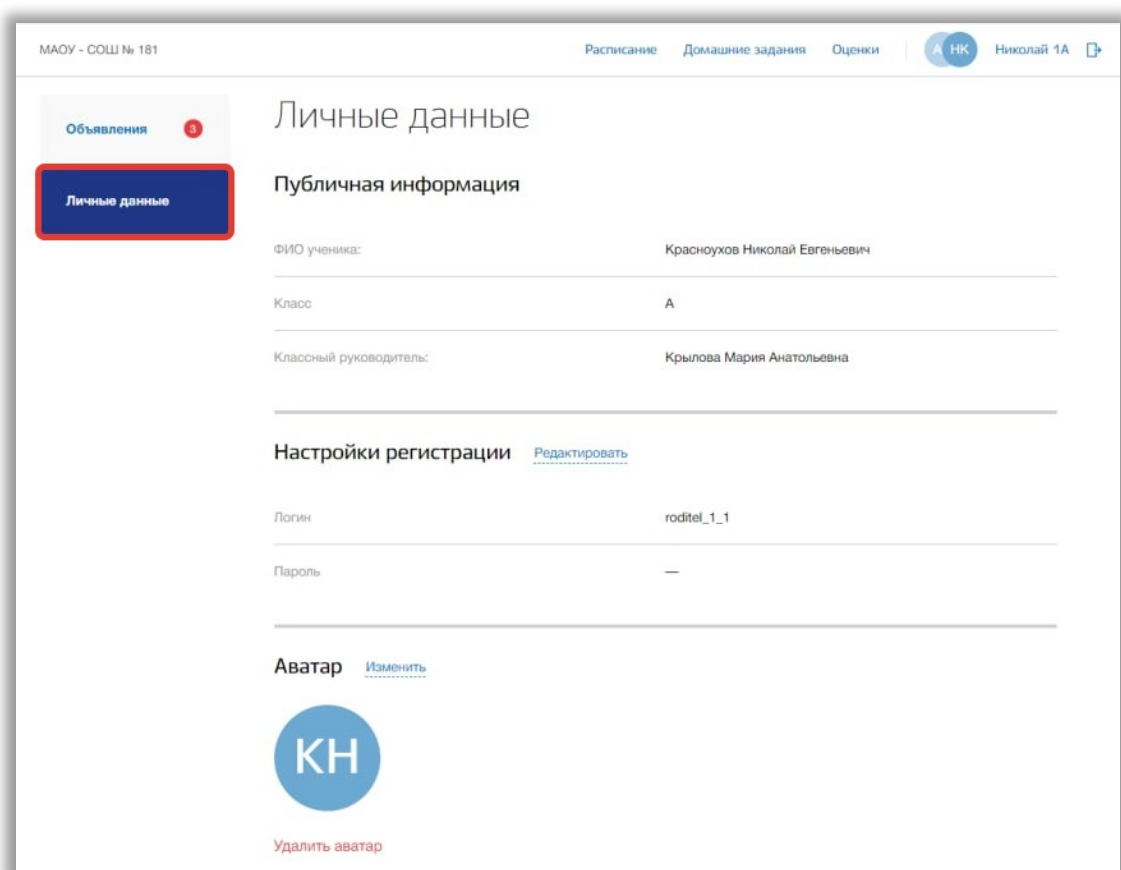 МАОУ - СОШ № 181
Расписание Домашние задания Оценки А НК Николай 1А
Объявления 3
Личные данные
Личные данные
Публичная информация
ФИО ученика: Красноухов Николай Евгеньевич
Класс А
Классный руководитель: Крылова Мария Анатольевна
Настройки регистрации Редактировать
Логин roditel_1_1
Пароль —
Аватар Изменить
КН
Удалить аватар